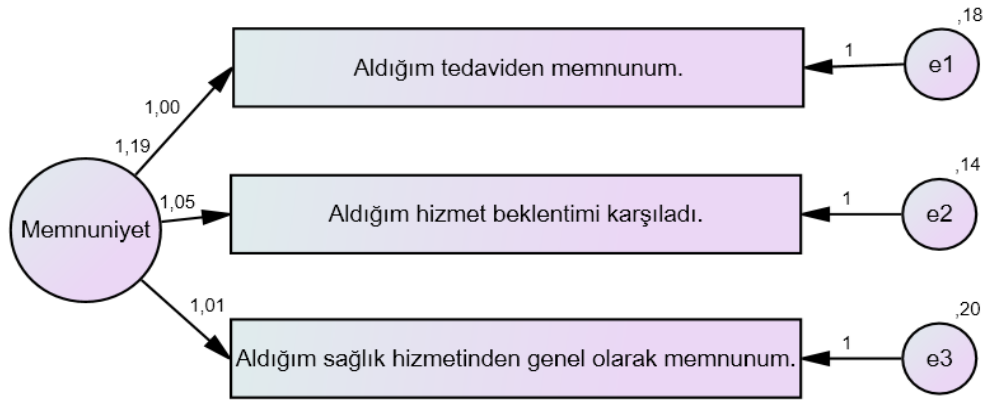 ,18
Aldığım tedaviden memnunum.
1
e1
1,00
1,19
,14
Memnuniyet
1,05
Aldığım hizmet beklentimi karşıladı.
1
e2
1,01
,20
Aldığım sağlık hizmetinden genel olarak memnunum.
1
e3